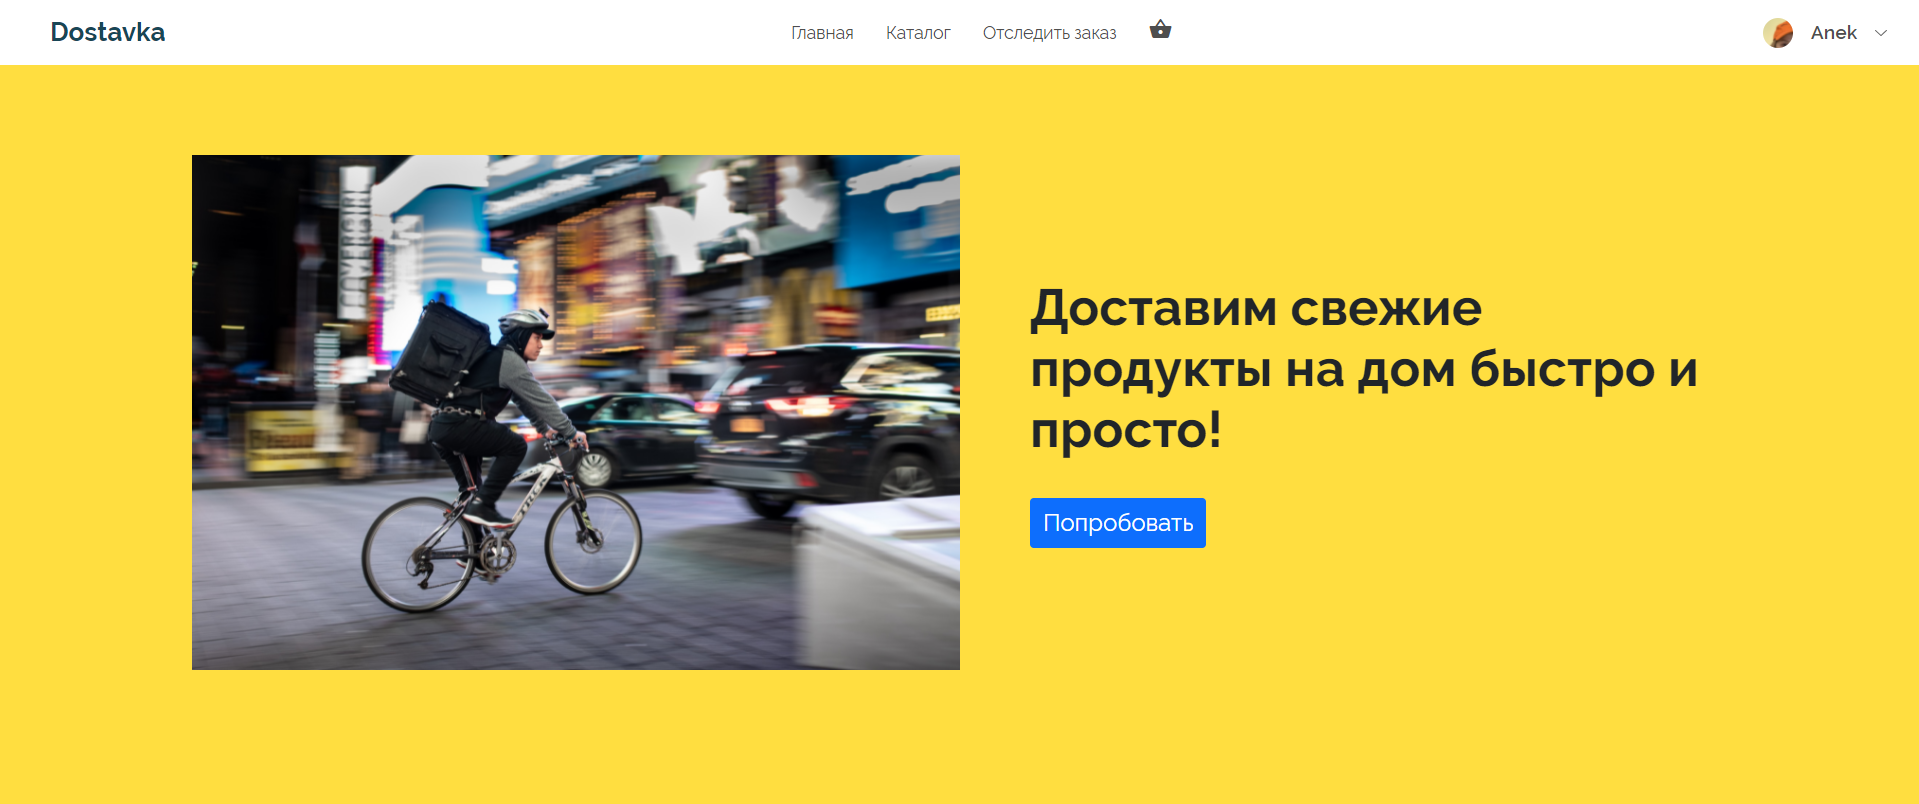 Dostavka
Главная
Каталог
Отследить заказ
Anek
Доставим свежие
продукты на дом быстро и
просто!
Попробовать